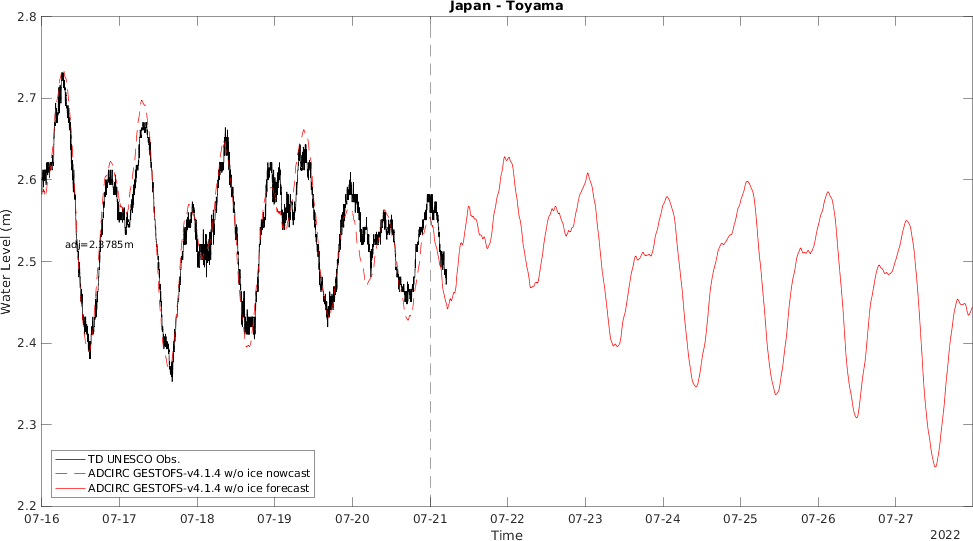 Japan - Toyama
2.8
2.7
2.6
2.5
2.4
2.3
2.2
Water Level (m)
adj=2.3785m
TD UNESCO Obs.
ADCIRC GESTOFS-v4.1.4 w/o ice nowcast
ADCIRC GESTOFS-v4.1.4 w/o ice forecast
07-16 07-17 07-18 07-19 07-20 07-21 07-22 07-23 07-24 07-25 07-26 07-27
Time
2022